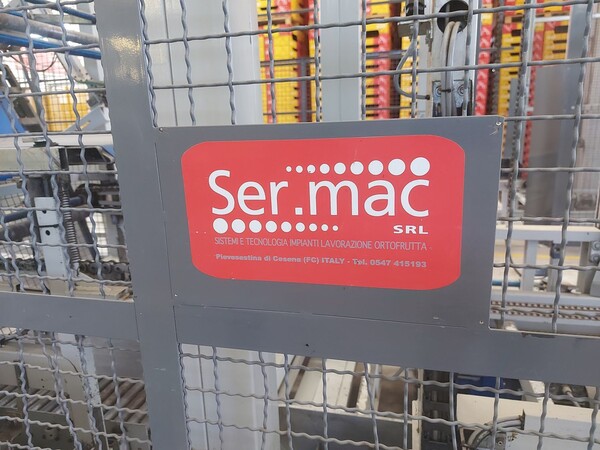 Ser.mac
SRL
SISTEMI E TECNOLOGIA IMPIANTI LAVORAZIONE ORTOFRUTTA
Pievesestina di Cesena (FC) ITALY - Tel. 0547 415193